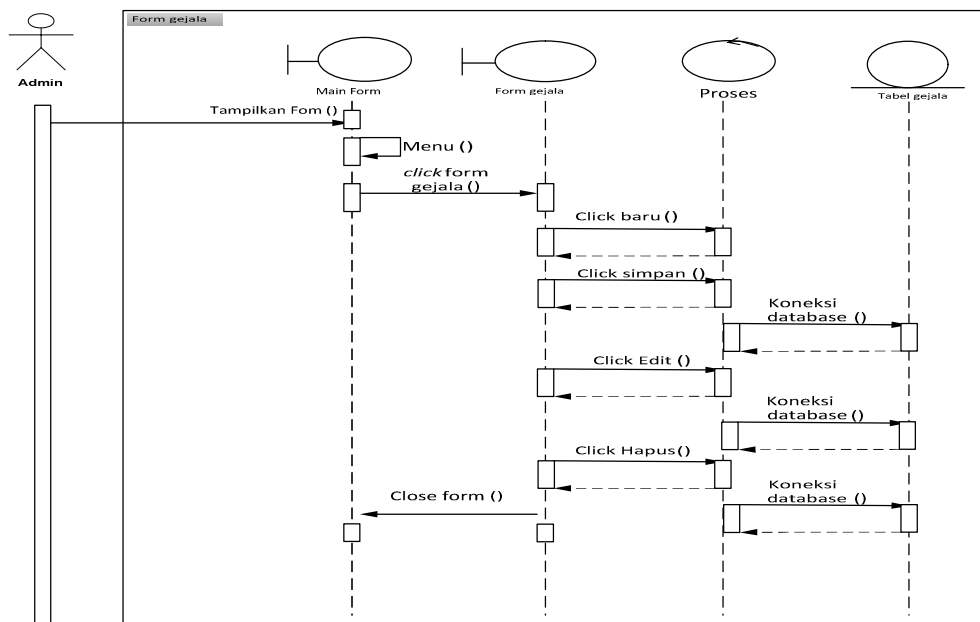 Form gejala
Admin
Main Form
Form gejala
Proses
Tabel gejala
Tampilkan Fom ()
Menu ()
click form
gejala ()
Click baru ()
Click simpan ()
Koneksi
database ()
Click Edit ()
Koneksi
database ()
Click Hapus()
Close form ()
Koneksi
database ()